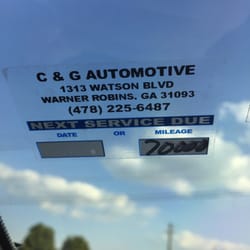 C & G AUTOMOTIVE
1313 WATSON BLVD
WARNER ROBINS, GA 31093
(478) 225-6487
NEXT SERVICE DUE
DATE OR MILEAGE
70000